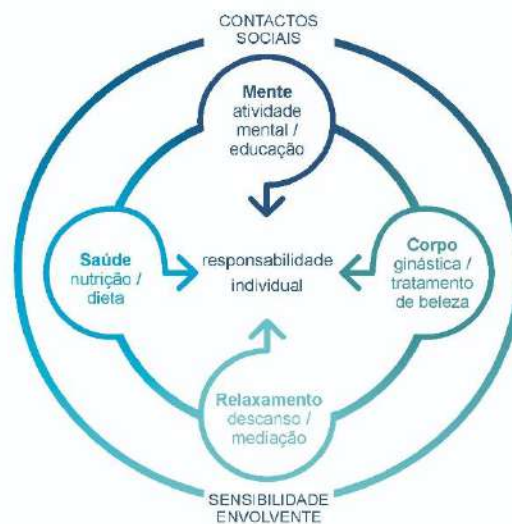 CONTACTOS
SOCIAIS
Mente
atividade
mental /
educação
Saúde
nutrição /
dieta
responsabilidade
individual
Corpo
ginástica /
tratamento
de beleza
Relaxamento
descanso /
mediação
SENSIBILIDADE
ENVOLVENTE